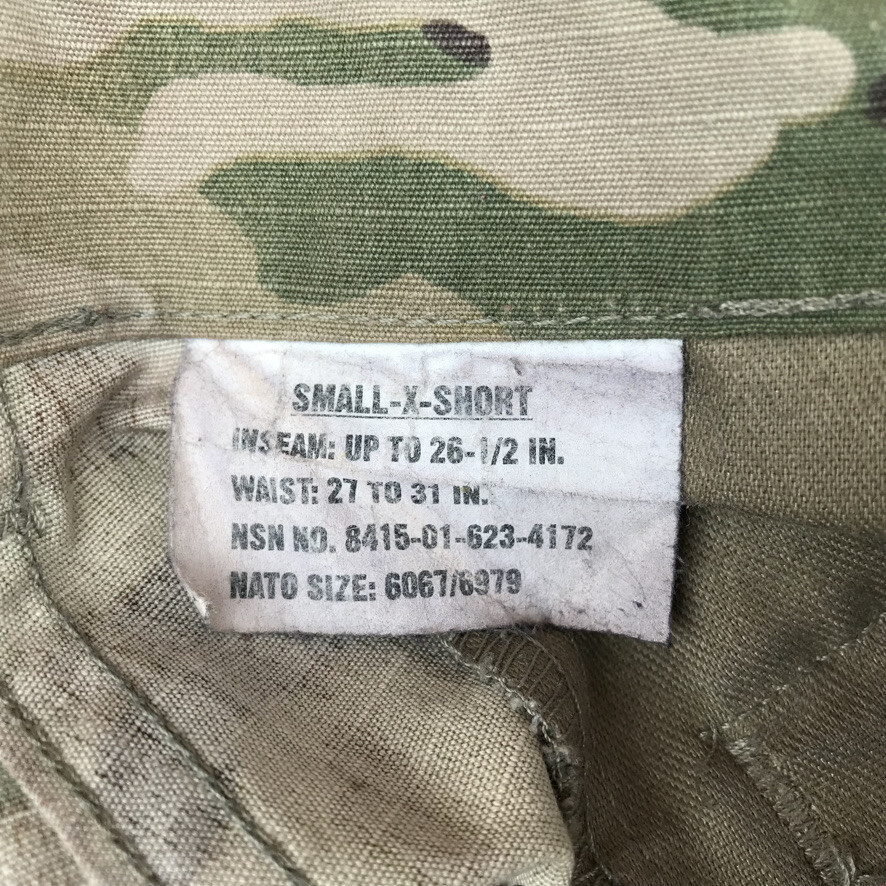 SMALL-X-SHORT
INSEAM: UP TO 26-1/2 IN.
WAIST: 27 TO 31 IN.
NSN NO. 8415-01-623-4172
NATO SIZE: 6067/6979